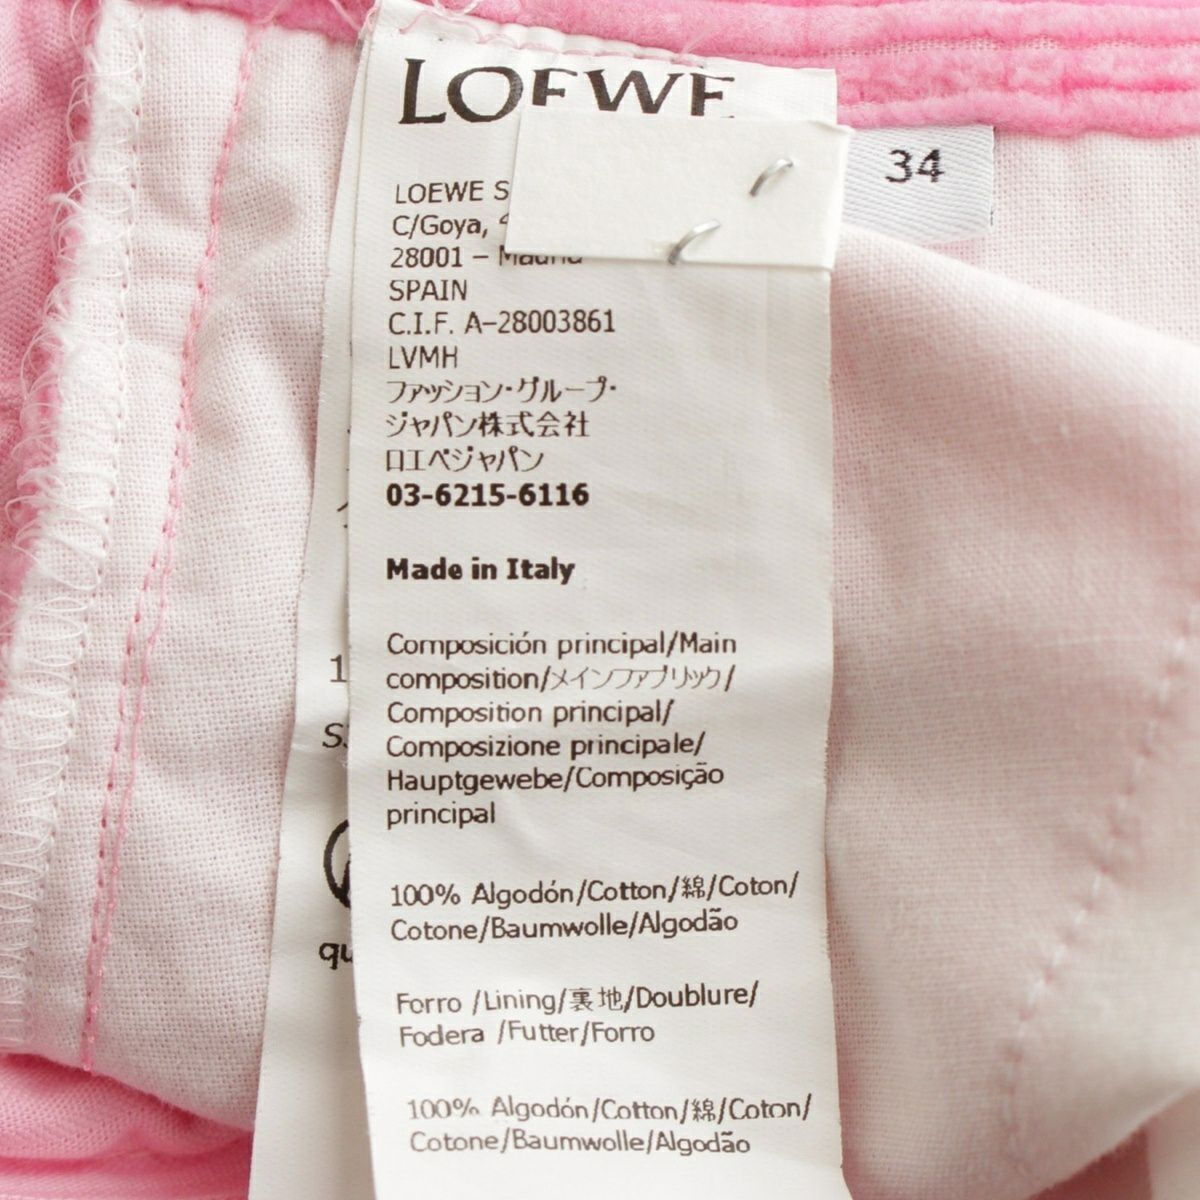 LOEWE
34
LOEWE S
C/Goya,
28001 – Madrid
SPAIN
C.I.F. A-28003861
LVMH
ファッション・グループ・
ジャパン株式会社
ロエベジャパン
03-6215-6116
Made in Italy
Composición principal/Main
composition/メインファブリック/
Composition principal/
Composizione principale/
Hauptgewebe/Composição
principal
100% Algodón/Cotton/綿/Coton/
Cotone/Baumwolle/Algodão
Forro /Lining/裏地/Doublure/
Fodera /Futter/Forro
100% Algodón/Cotton/綿/Coton/
Cotone/Baumwolle/Algodão